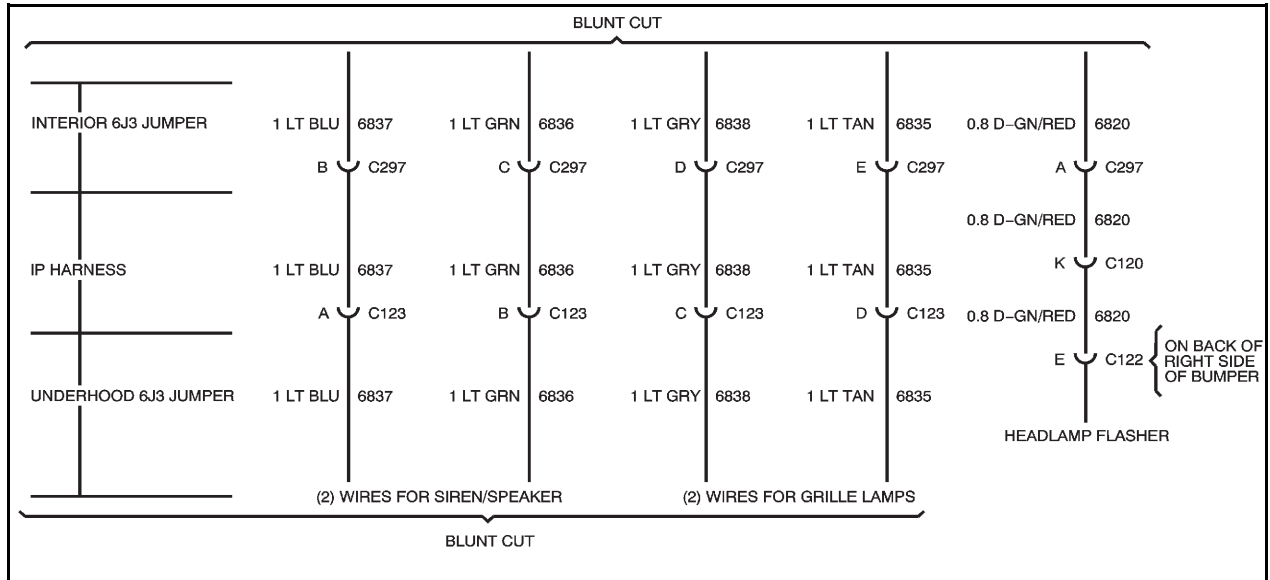 BLUNT CUT
INTERIOR 6J3 JUMPER
1 LT BLU 6837
1 LT GRN 6836
1 LT GRY 6838
1 LT TAN 6835
0.8 D-GN/RED 6820
B C297
C C297
D C297
E C297
A C297
0.8 D-GN/RED 6820
IP HARNESS
1 LT BLU 6837
1 LT GRN 6836
1 LT GRY 6838
1 LT TAN 6835
K C120
A C123
B C123
C C123
D C123
0.8 D-GN/RED 6820
E C122
ON BACK OF
RIGHT SIDE
OF BUMPER
UNDERHOOD 6J3 JUMPER
1 LT BLU 6837
1 LT GRN 6836
1 LT GRY 6838
1 LT TAN 6835
HEADLAMP FLASHER
(2) WIRES FOR SIREN/SPEAKER
(2) WIRES FOR GRILLE LAMPS
BLUNT CUT